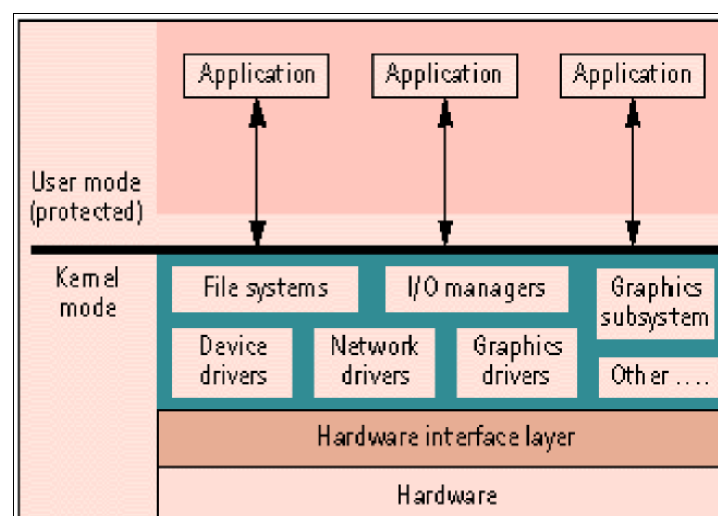 Application
Application
Application
User mode
(protected)
Kernel
mode
File systems
I/O managers
Graphics
subsystem
Device
drivers
Network
drivers
Graphics
drivers
Other ....
Hardware interface layer
Hardware